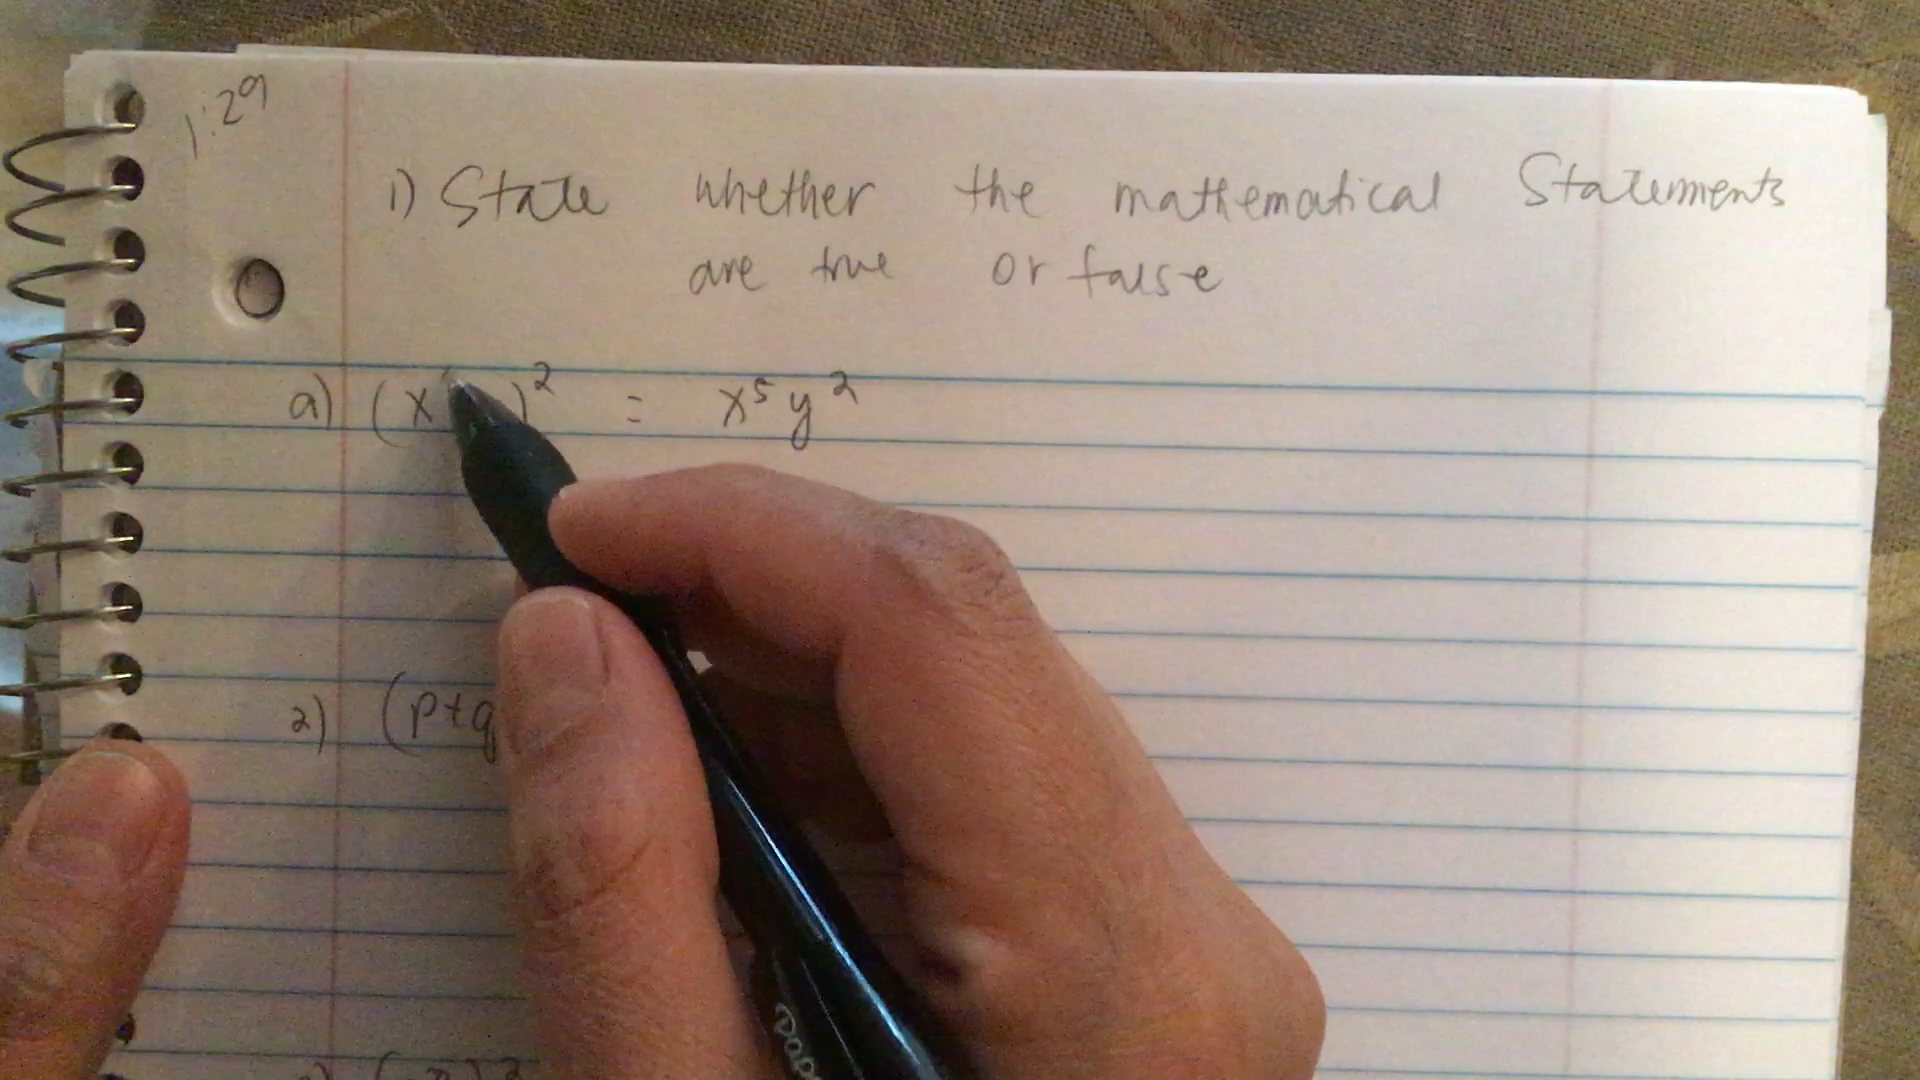 1:29
1) State whether the mathematical Statements
are true or false
a) (x )² = x⁵y²
2) (p+q